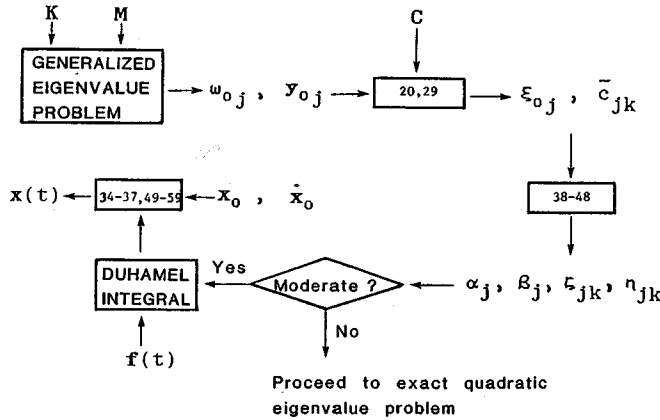 K M
C
GENERALIZED
EIGENVALUE
PROBLEM
ω₀ⱼ , y₀ⱼ
20,29
ξ₀ⱼ , c̄ⱼₖ
x(t)
34-37,49-59
x₀ , ẋ₀
38-48
DUHAMEL
INTEGRAL
Yes
Moderate ?
αⱼ, βⱼ, ζⱼₖ, ηⱼₖ
No
f(t)
Proceed to exact quadratic
eigenvalue problem